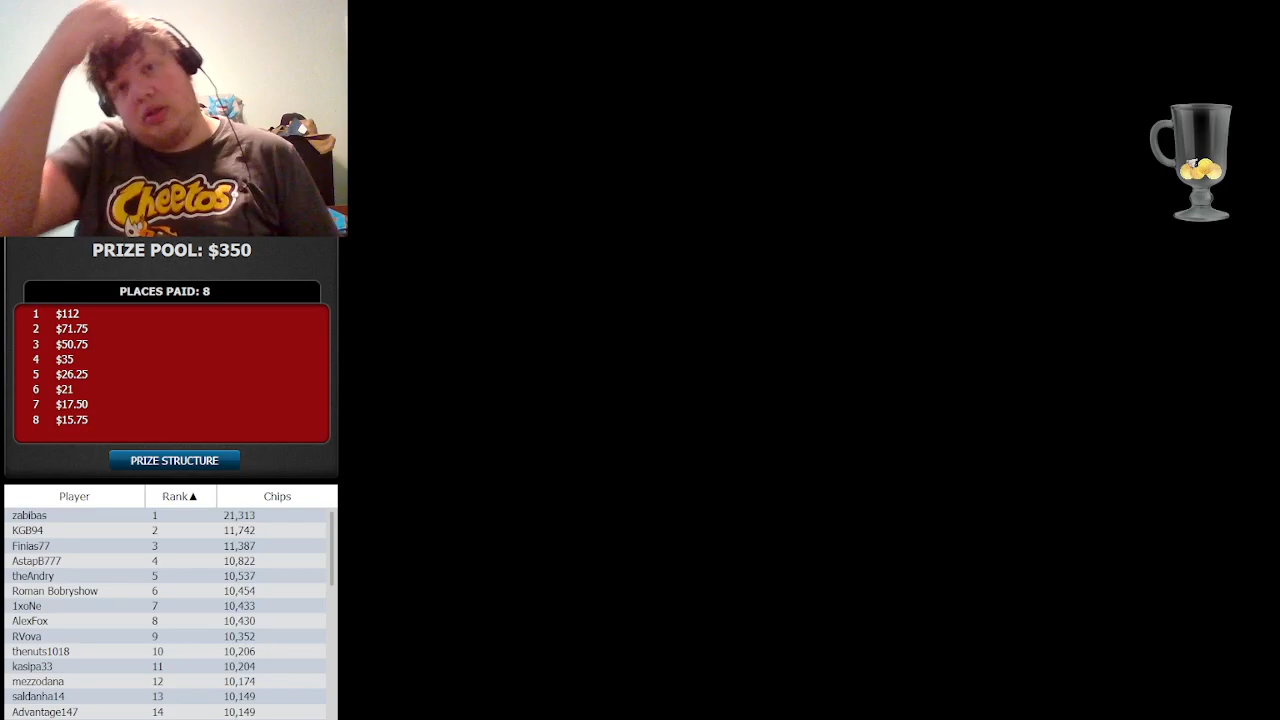 Cheetos
PRIZE POOL: $350
PLACES PAID: 8
1 $112
2 $71.75
3 $50.75
4 $35
5 $26.25
6 $21
7 $17.50
8 $15.75
PRIZE STRUCTURE
Player Rank▲ Chips
zabibas 1 21,313
KGB94 2 11,742
Finias77 3 11,387
AstapB777 4 10,822
theAndry 5 10,537
Roman Bobryshow 6 10,454
1xoNe 7 10,433
AlexFox 8 10,430
RVova 9 10,352
thenuts1018 10 10,206
kasipa33 11 10,204
mezzodana 12 10,174
saldanha14 13 10,149
Advantage147 14 10,149